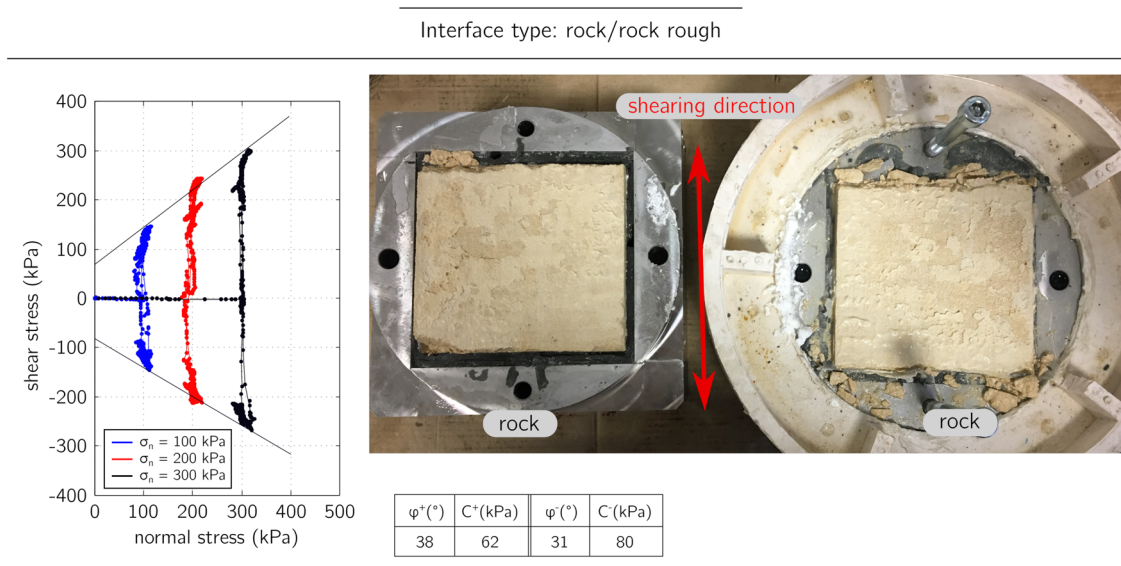 Interface type: rock/rock rough
400
300
200
100
0
-100
-200
-300
-400
shear stress (kPa)
σn = 100 kPa
σn = 200 kPa
σn = 300 kPa
0 100 200 300 400 500
normal stress (kPa)
shearing direction
rock
rock
φ⁺(°) C⁺(kPa) φ⁻(°) C⁻(kPa)
38 62 31 80